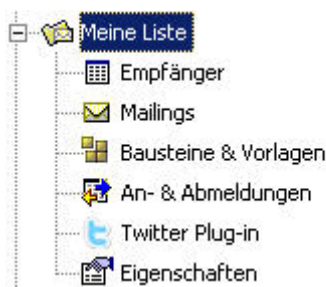 Meine Liste
Empfänger
Mailings
Bausteine & Vorlagen
An- & Abmeldungen
Twitter Plug-in
Eigenschaften